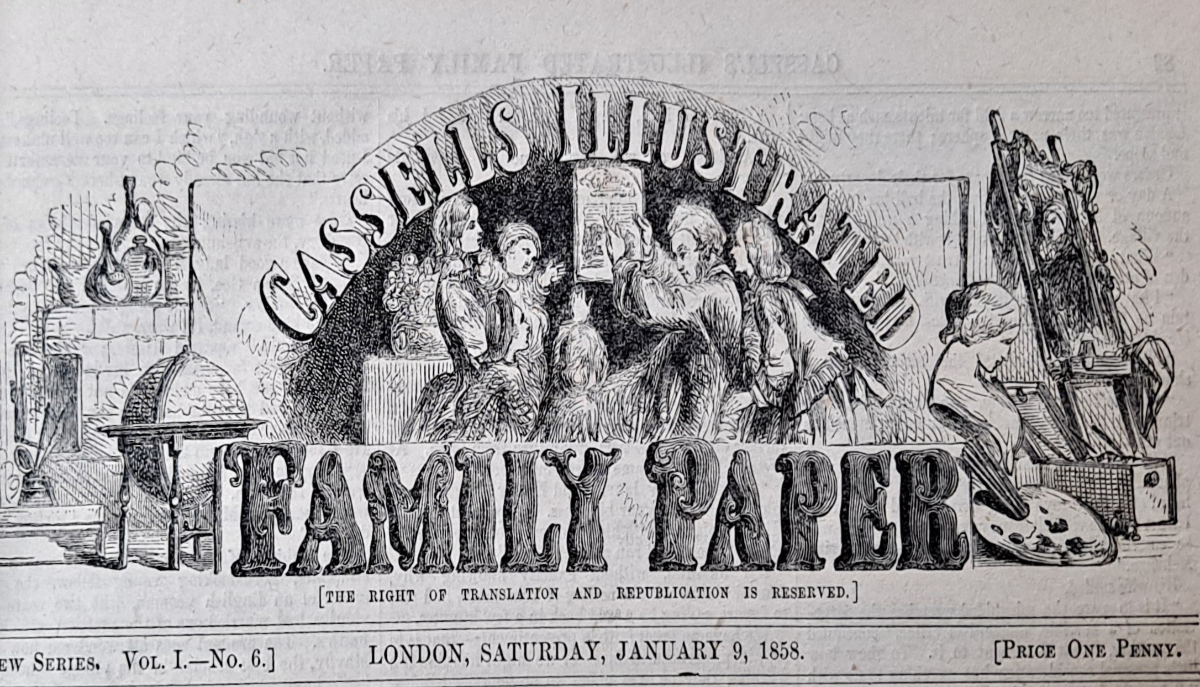 CASSELLS ILLUSTRATED
FAMILY PAPER
[THE RIGHT OF TRANSLATION AND REPUBLICATION IS RESERVED.]
EW SERIES. VOL. I.—No. 6.] LONDON, SATURDAY, JANUARY 9, 1858. [PRICE ONE PENNY.